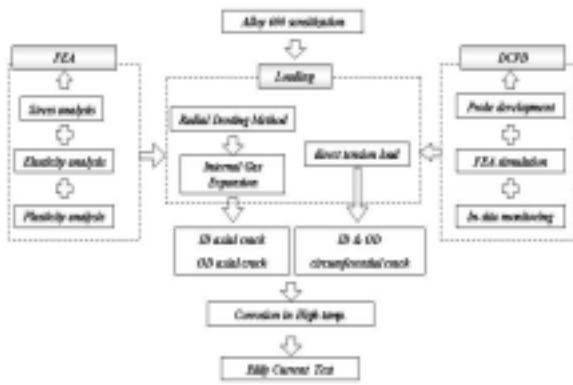 Alloy 600 sensitization
FEA
Loading
DCPD
Stress analysis
Radial Denting Method
Probe development
Elasticity analysis
Internal Gas
Expansion
direct tension load
FEA simulation
Plasticity analysis
In-situ monitoring
ID axial crack
OD axial crack
ID & OD
circumferential crack
Corrosion in High temp.
Eddy Current Test